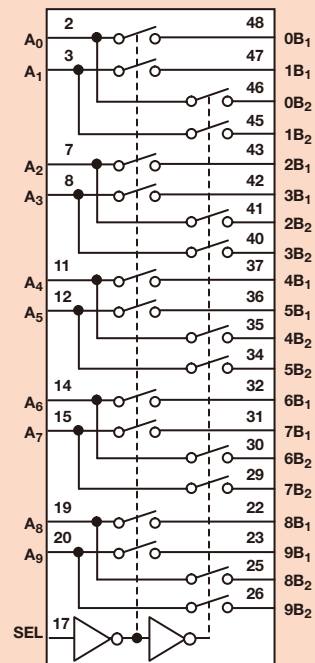 A0 2 48 0B1
A1 3 47 1B1
46 0B2
45 1B2
A2 7 43 2B1
A3 8 42 3B1
41 2B2
40 3B2
A4 11 37 4B1
A5 12 36 5B1
35 4B2
34 5B2
A6 14 32 6B1
A7 15 31 7B1
30 6B2
29 7B2
A8 19 22 8B1
A9 20 23 9B1
25 8B2
26 9B2
SEL 17